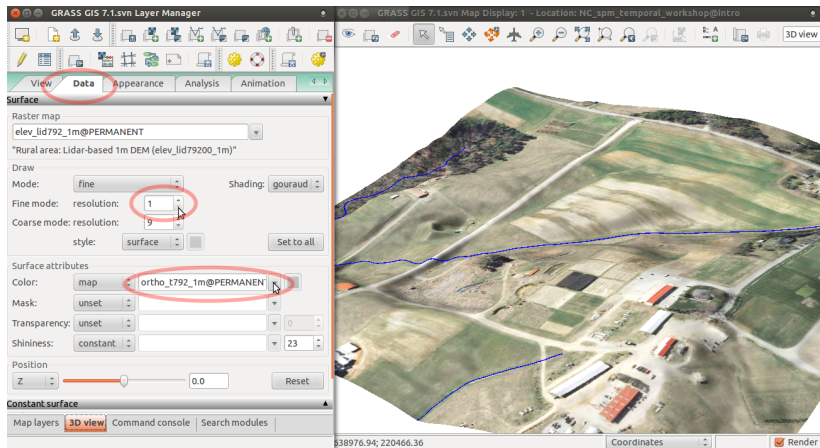 GRASS GIS 7.1.svn Layer Manager
GRASS GIS 7.1.svn Map Display: 1 - Location: NC_spm_temporal_workshop@intro
3D view
View Data Appearance Analysis Animation
Surface
Raster map
elev_lid792_1m@PERMANENT
"Rural area: Lidar-based 1m DEM (elev_lid79200_1m)"
Draw
Mode: fine Shading: gouraud
Fine mode: resolution: 1
Coarse mode: resolution: 9
style: surface Set to all
Surface attributes
Color: map ortho_t792_1m@PERMANENT
Mask: unset
Transparency: unset 0
Shininess: constant 23
Position
Z 0.0 Reset
Constant surface
Map layers 3D view Command console Search modules
638976.94; 220466.36 Coordinates Render